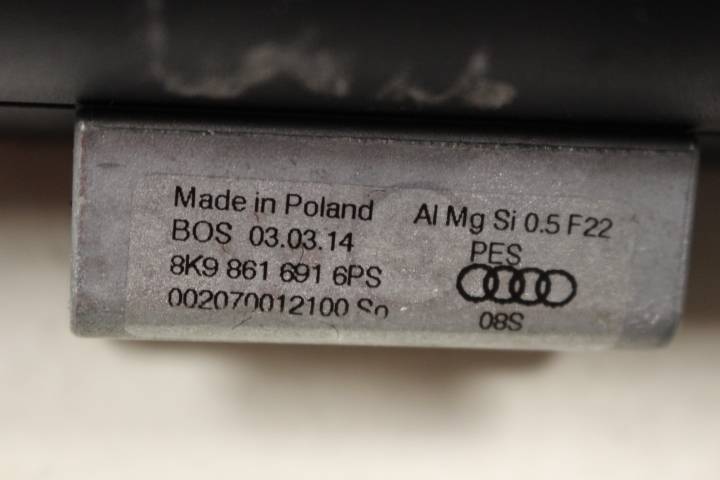 Made in Poland
BOS 03.03.14
8K9 861 691 6PS
002070012100 So
Al Mg Si 0.5 F22
PES
08S